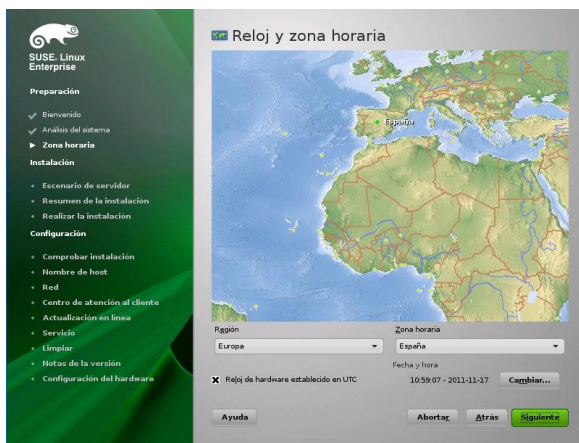 SUSE. Linux
Enterprise
Preparación
Bienvenido
Análisis del sistema
Zona horaria
Instalación
Escenario de servidor
Resumen de la instalación
Realizar la instalación
Configuración
Comprobar instalación
Nombre de host
Red
Centro de atención al cliente
Actualización en línea
Servicio
Limpiar
Notas de la versión
Configuración del hardware
Reloj y zona horaria
España
Región
Zona horaria
Europa
España
Fecha y hora
Reloj de hardware establecido en UTC
10:59:07 - 2011-11-17
Cambiar...
Ayuda
Abortar
Atrás
Siguiente